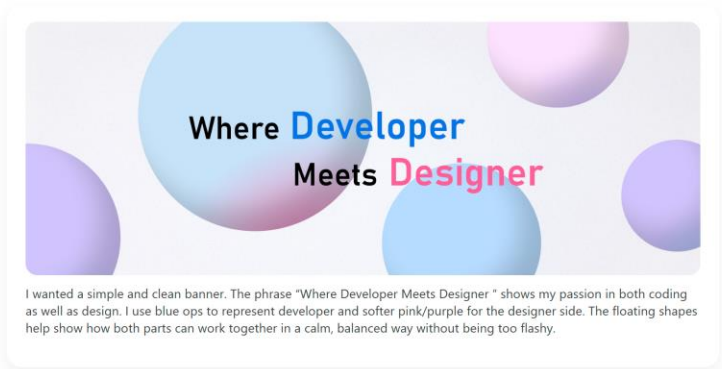 Where Developer
Meets Designer
I wanted a simple and clean banner. The phrase “Where Developer Meets Designer ” shows my passion in both coding
as well as design. I use blue ops to represent developer and softer pink/purple for the designer side. The floating shapes
help show how both parts can work together in a calm, balanced way without being too flashy.